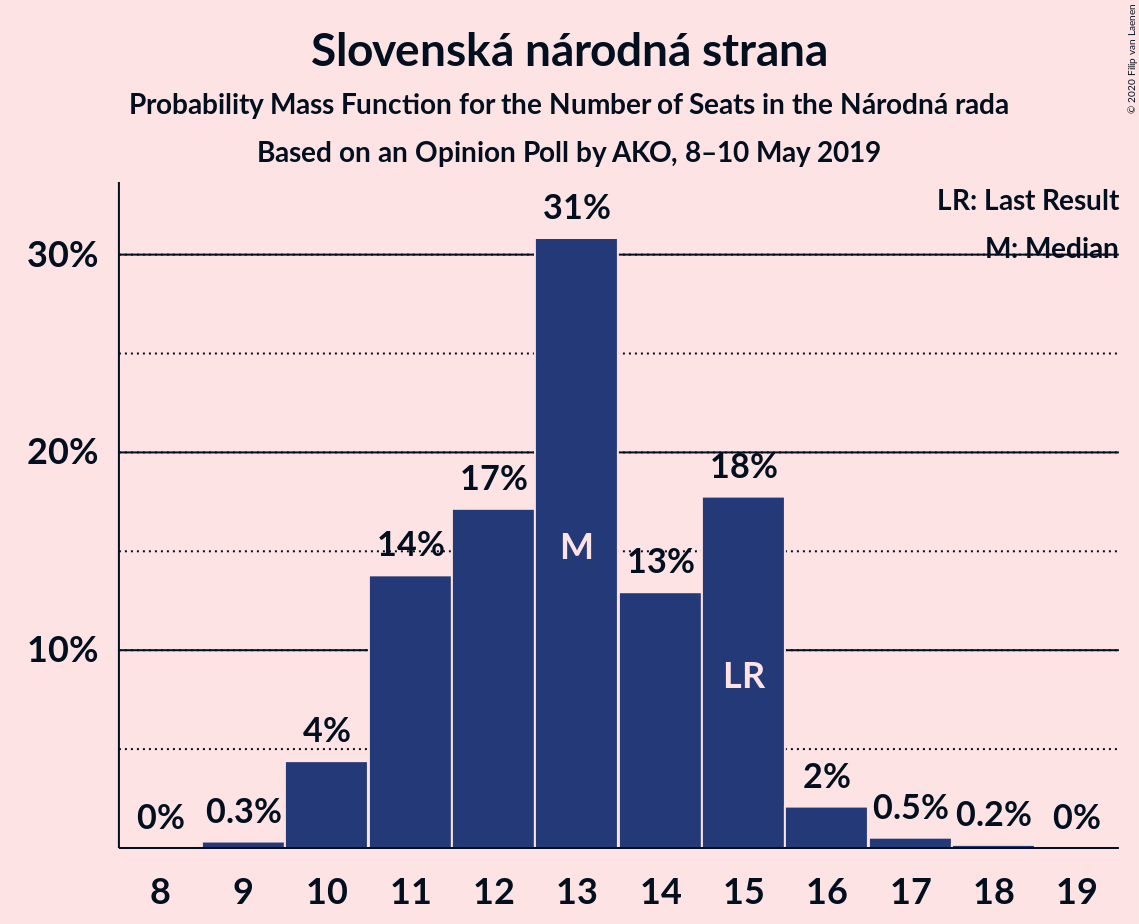 Slovenská národná strana
Probability Mass Function for the Number of Seats in the Národná rada
Based on an Opinion Poll by AKO, 8–10 May 2019
© 2020 Filip van Laenen
LR: Last Result
M: Median
30%
20%
10%
0%
0.3%
4%
14%
17%
31%
13%
18%
2%
0.5%
0.2%
0%
M
LR
8 9 10 11 12 13 14 15 16 17 18 19